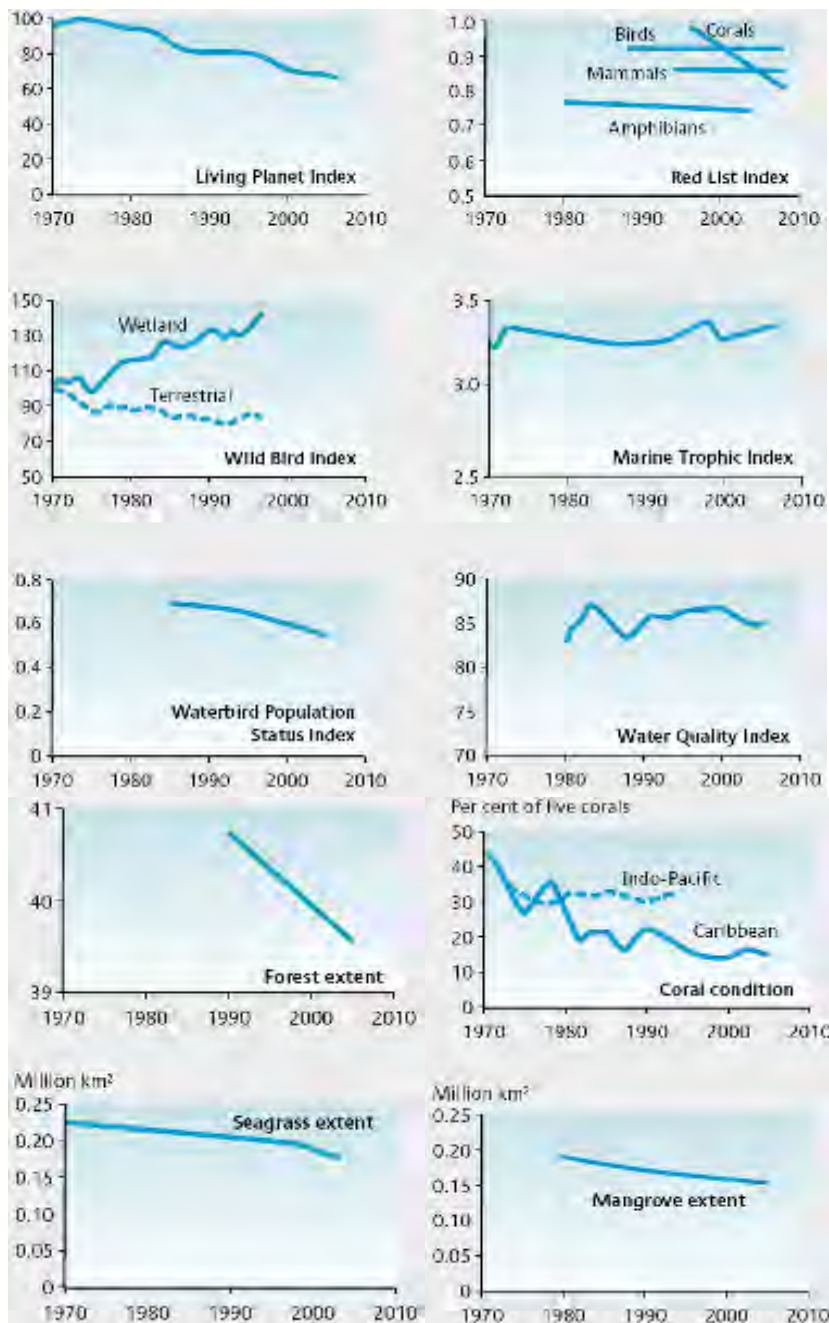 100
80
60
40
20
0
1970 1980 1990 2000 2010
Living Planet Index
1.0
0.9
0.8
0.7
0.6
0.5
1970 1980 1990 2000 2010
Birds Corals
Mammals
Amphibians
Red List Index
150
130
110
90
70
50
1970 1980 1990 2000 2010
Wetland
Terrestrial
Wild Bird Index
3.5
3.0
2.5
1970 1980 1990 2000 2010
Marine Trophic Index
0.8
0.6
0.4
0.2
0
1970 1980 1990 2000 2010
Waterbird Population
Status Index
90
85
80
75
70
1970 1980 1990 2000 2010
Water Quality Index
41
40
39
1970 1980 1990 2000 2010
Forest extent
Per cent of live corals
50
40
30
20
10
0
1970 1980 1990 2000 2010
Indo-Pacific
Caribbean
Coral condition
Million km²
0.25
0.20
0.15
0.10
0.05
0
1970 1980 1990 2000 2010
Seagrass extent
Million km²
0.25
0.20
0.15
0.10
0.05
0
1970 1980 1990 2000 2010
Mangrove extent